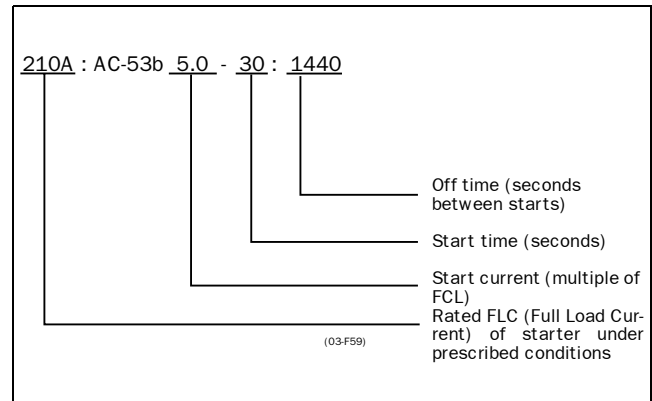 210A : AC-53b 5.0 - 30 : 1440
Off time (seconds
between starts)
Start time (seconds)
Start current (multiple of
FCL)
Rated FLC (Full Load Cur-
rent) of starter under
prescribed conditions
(03-F59)